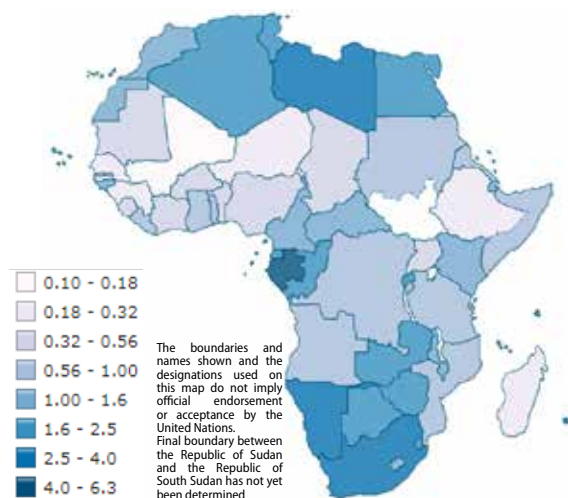 0.10 - 0.18
0.18 - 0.32
0.32 - 0.56
0.56 - 1.00
1.00 - 1.6
1.6 - 2.5
2.5 - 4.0
4.0 - 6.3
The boundaries and
names shown and the
designations used on
this map do not imply
official endorsement
or acceptance by the
United Nations.
Final boundary between
the Republic of Sudan
and the Republic of
South Sudan has not yet
been determined